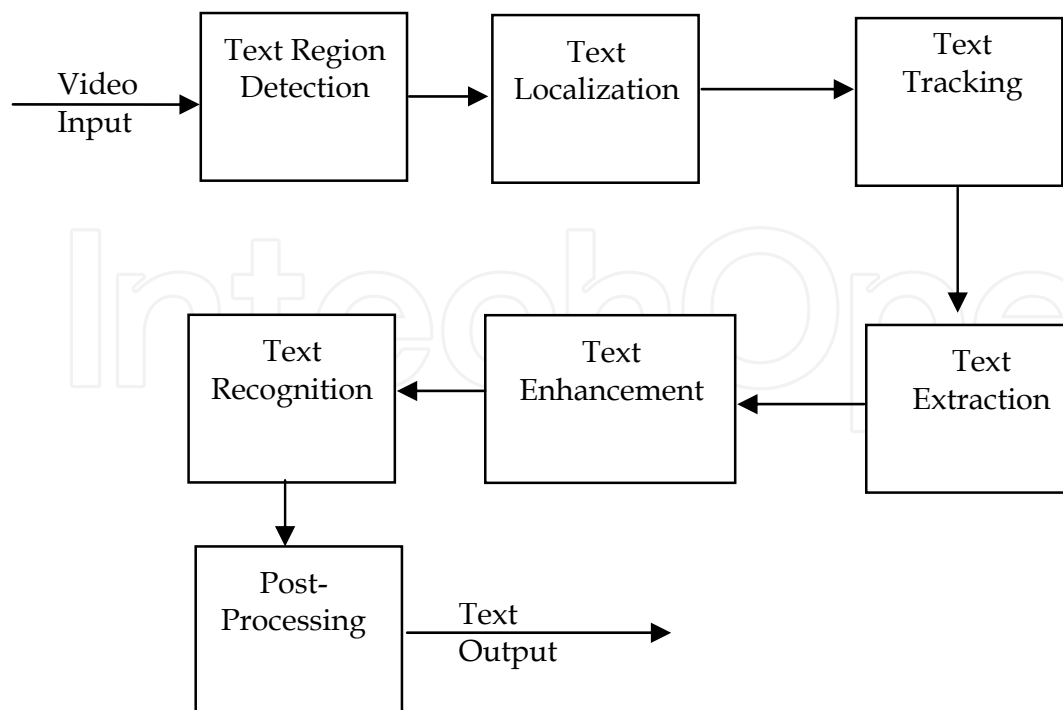 Video
Input
Text Region
Detection
Text
Localization
Text
Tracking
Text
Extraction
Text
Enhancement
Text
Recognition
Post-
Processing
Text
Output
IntechOpe